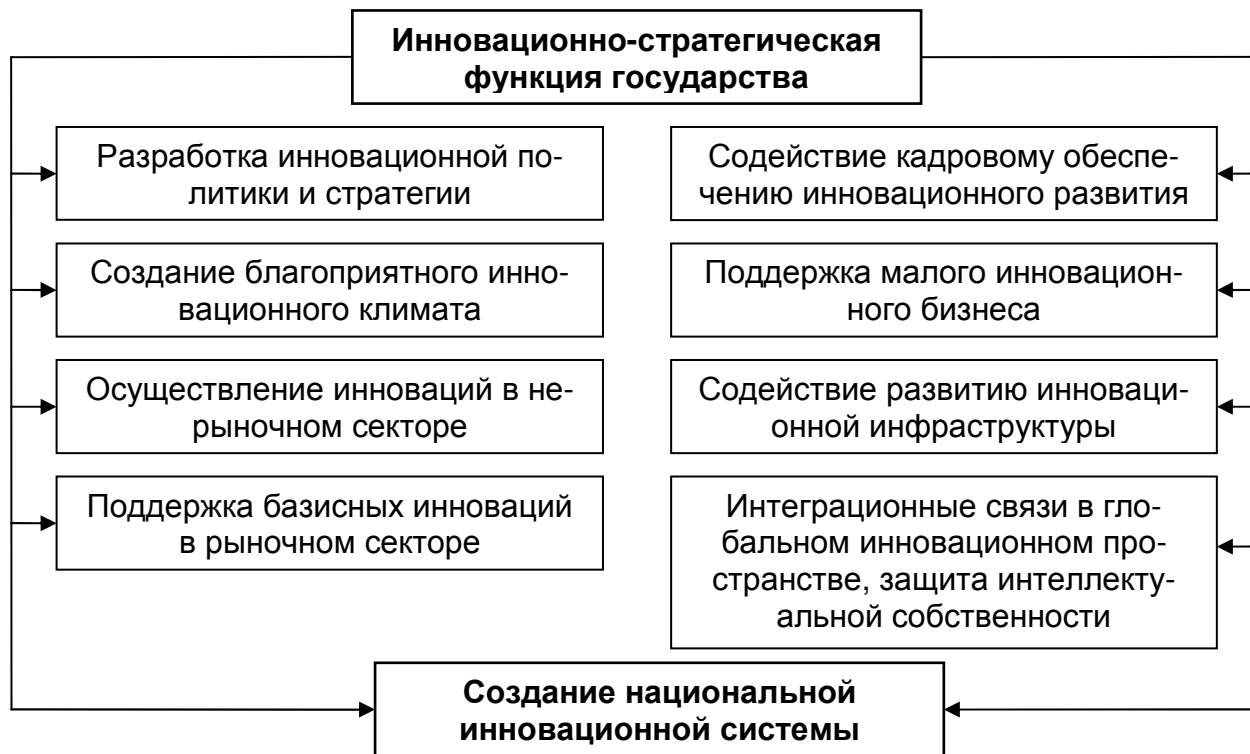 Инновационно-стратегическая
функция государства
Разработка инновационной по-
литики и стратегии
Создание благоприятного инно-
вационного климата
Осуществление инноваций в не-
рыночном секторе
Поддержка базисных инноваций
в рыночном секторе
Содействие кадровому обеспе-
чению инновационного развития
Поддержка малого инновацион-
ного бизнеса
Содействие развитию инноваци-
онной инфраструктуры
Интеграционные связи в гло-
бальном инновационном про-
странстве, защита интеллекту-
альной собственности
Создание национальной
инновационной системы